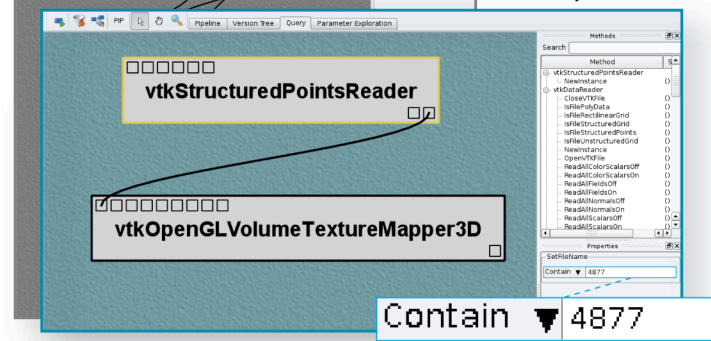 PIP Pipeline Version Tree Query Parameter Exploration
vtkStructuredPointsReader
vtkOpenGLVolumeTextureMapper3D
Methods
Search
Method S
vtkStructuredPointsReader
NewInstance ()
vtkDataReader
CloseVTKFile ()
IsFilePolyData ()
IsFileRectilinearGrid ()
IsFileStructuredGrid ()
IsFileStructuredPoints ()
IsFileUnstructuredGrid ()
NewInstance ()
OpenVTKFile ()
ReadAllColorScalarsOff ()
ReadAllColorScalarsOn ()
ReadAllFieldsOff ()
ReadAllFieldsOn ()
ReadAllNormalsOff ()
ReadAllNormalsOn ()
ReadAllScalarsOff ()
ReadAllScalarsOn ()
Properties
SetFileName
Contain 4877
Contain 4877